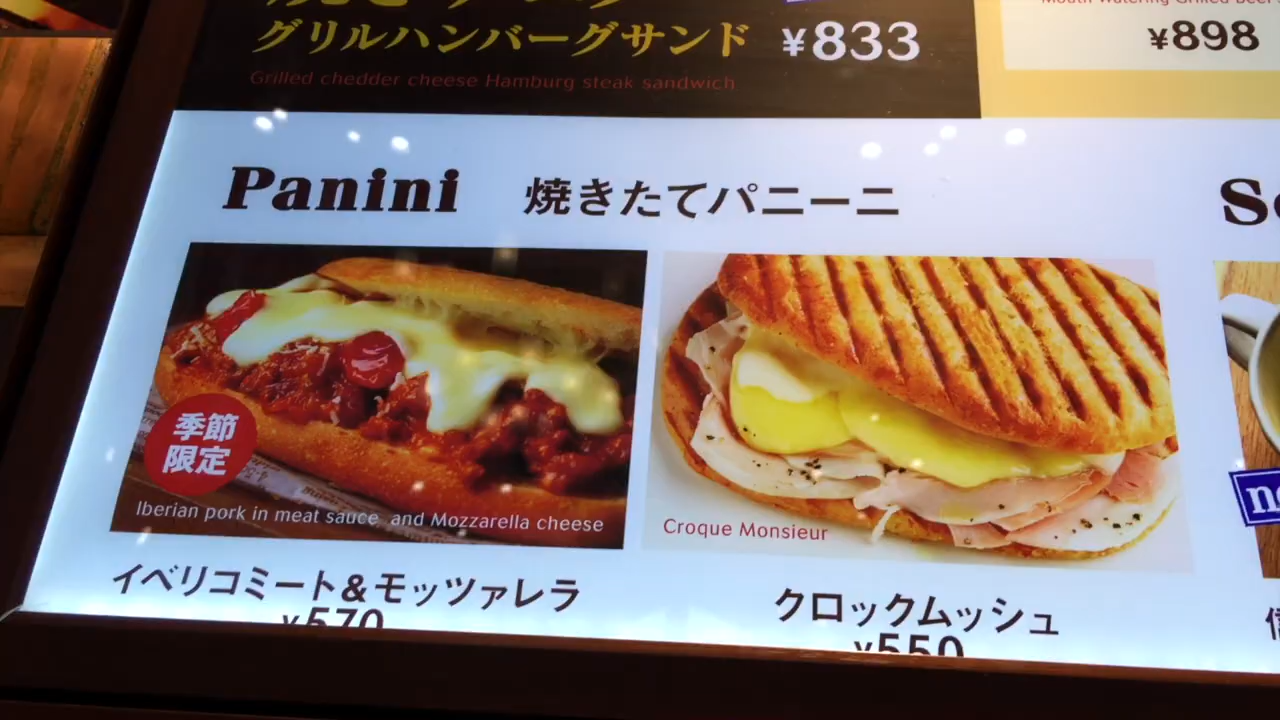 グリルハンバーグサンド ¥833
Grilled chedder cheese Hamburg steak sandwich
¥898
Panini 焼きたてパニーニ
季節
限定
Iberian pork in meat sauce and Mozzarella cheese
Croque Monsieur
イベリコミート&モッツァレラ
¥570
クロックムッシュ
¥550